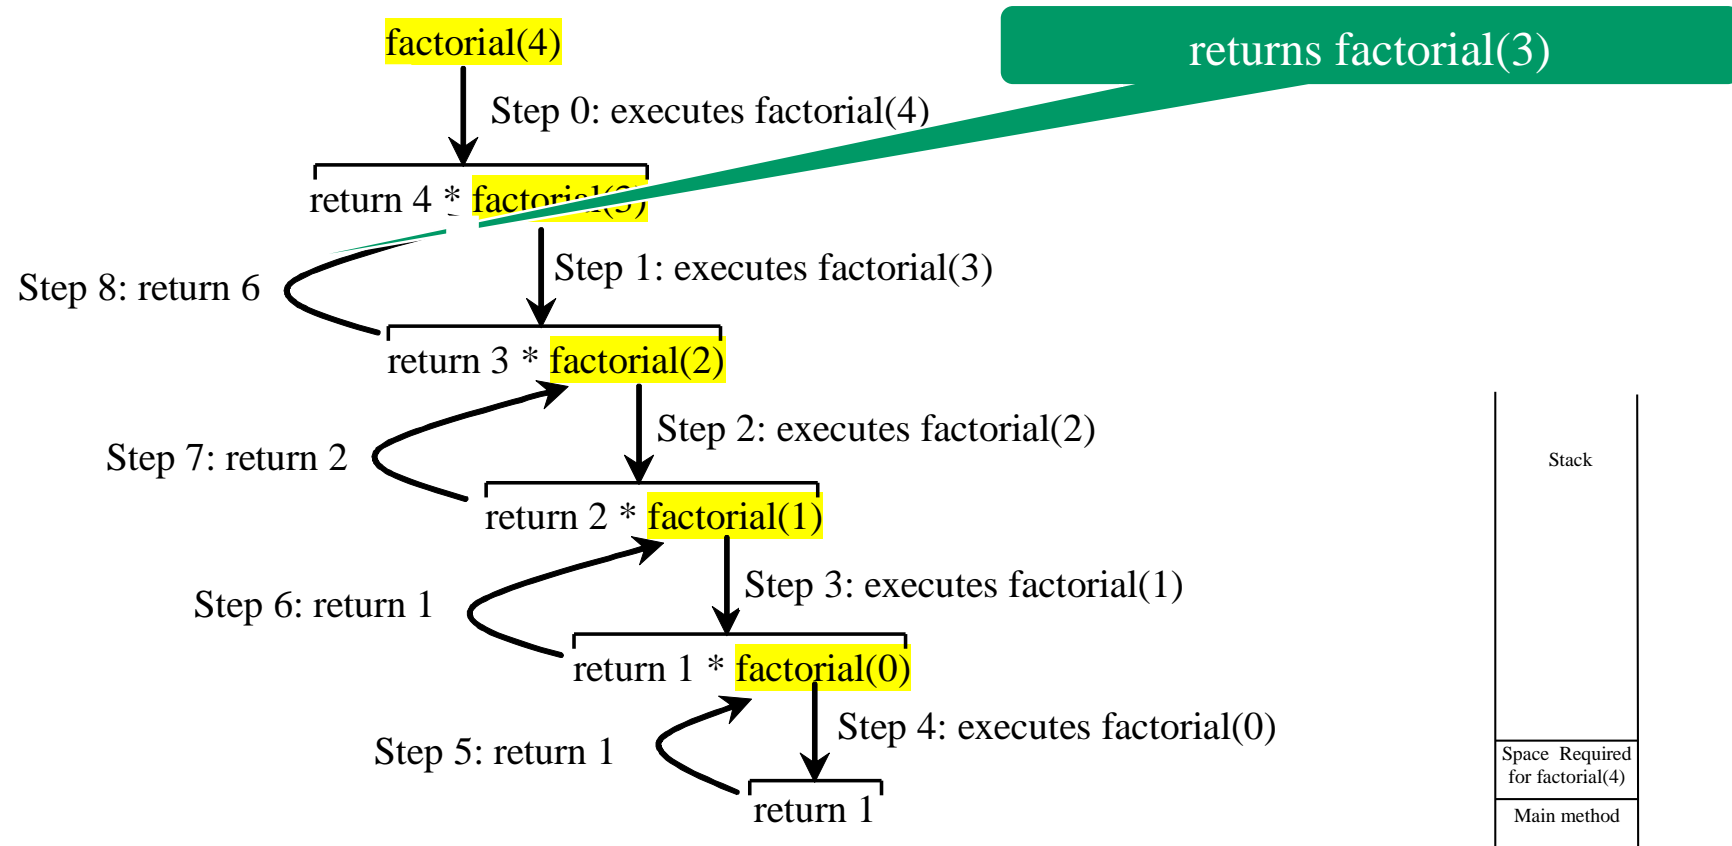 factorial(4)
returns factorial(3)
Step 0: executes factorial(4)
return 4 * factorial(3)
Step 1: executes factorial(3)
Step 8: return 6
return 3 * factorial(2)
Step 2: executes factorial(2)
Step 7: return 2
Stack
return 2 * factorial(1)
Step 3: executes factorial(1)
Step 6: return 1
return 1 * factorial(0)
Step 4: executes factorial(0)
Step 5: return 1
Space Required
for factorial(4)
return 1
Main method